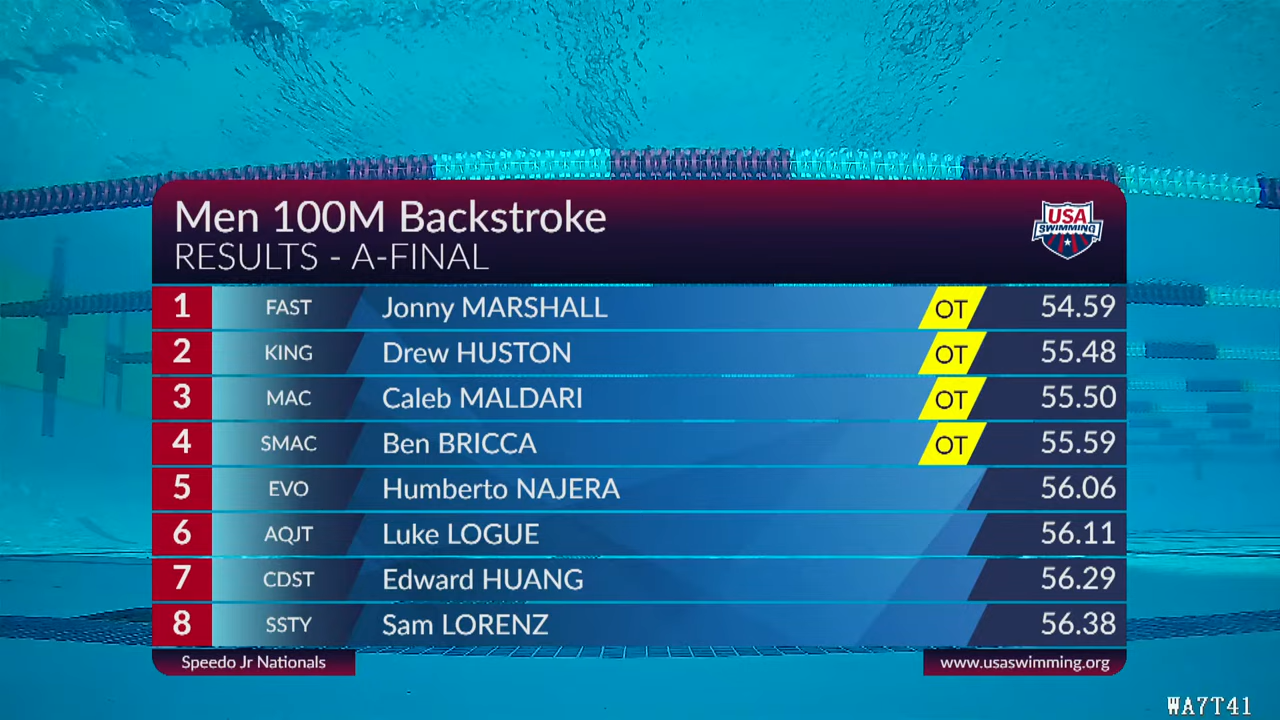 Men 100M Backstroke
RESULTS - A-FINAL
USA
SWIMMING
1 FAST Jonny MARSHALL OT 54.59
2 KING Drew HUSTON OT 55.48
3 MAC Caleb MALDARI OT 55.50
4 SMAC Ben BRICCA OT 55.59
5 EVO Humberto NAJERA 56.06
6 AQJT Luke LOGUE 56.11
7 CDST Edward HUANG 56.29
8 SSTY Sam LORENZ 56.38
Speedo Jr Nationals www.usaswimming.org
WA7T41